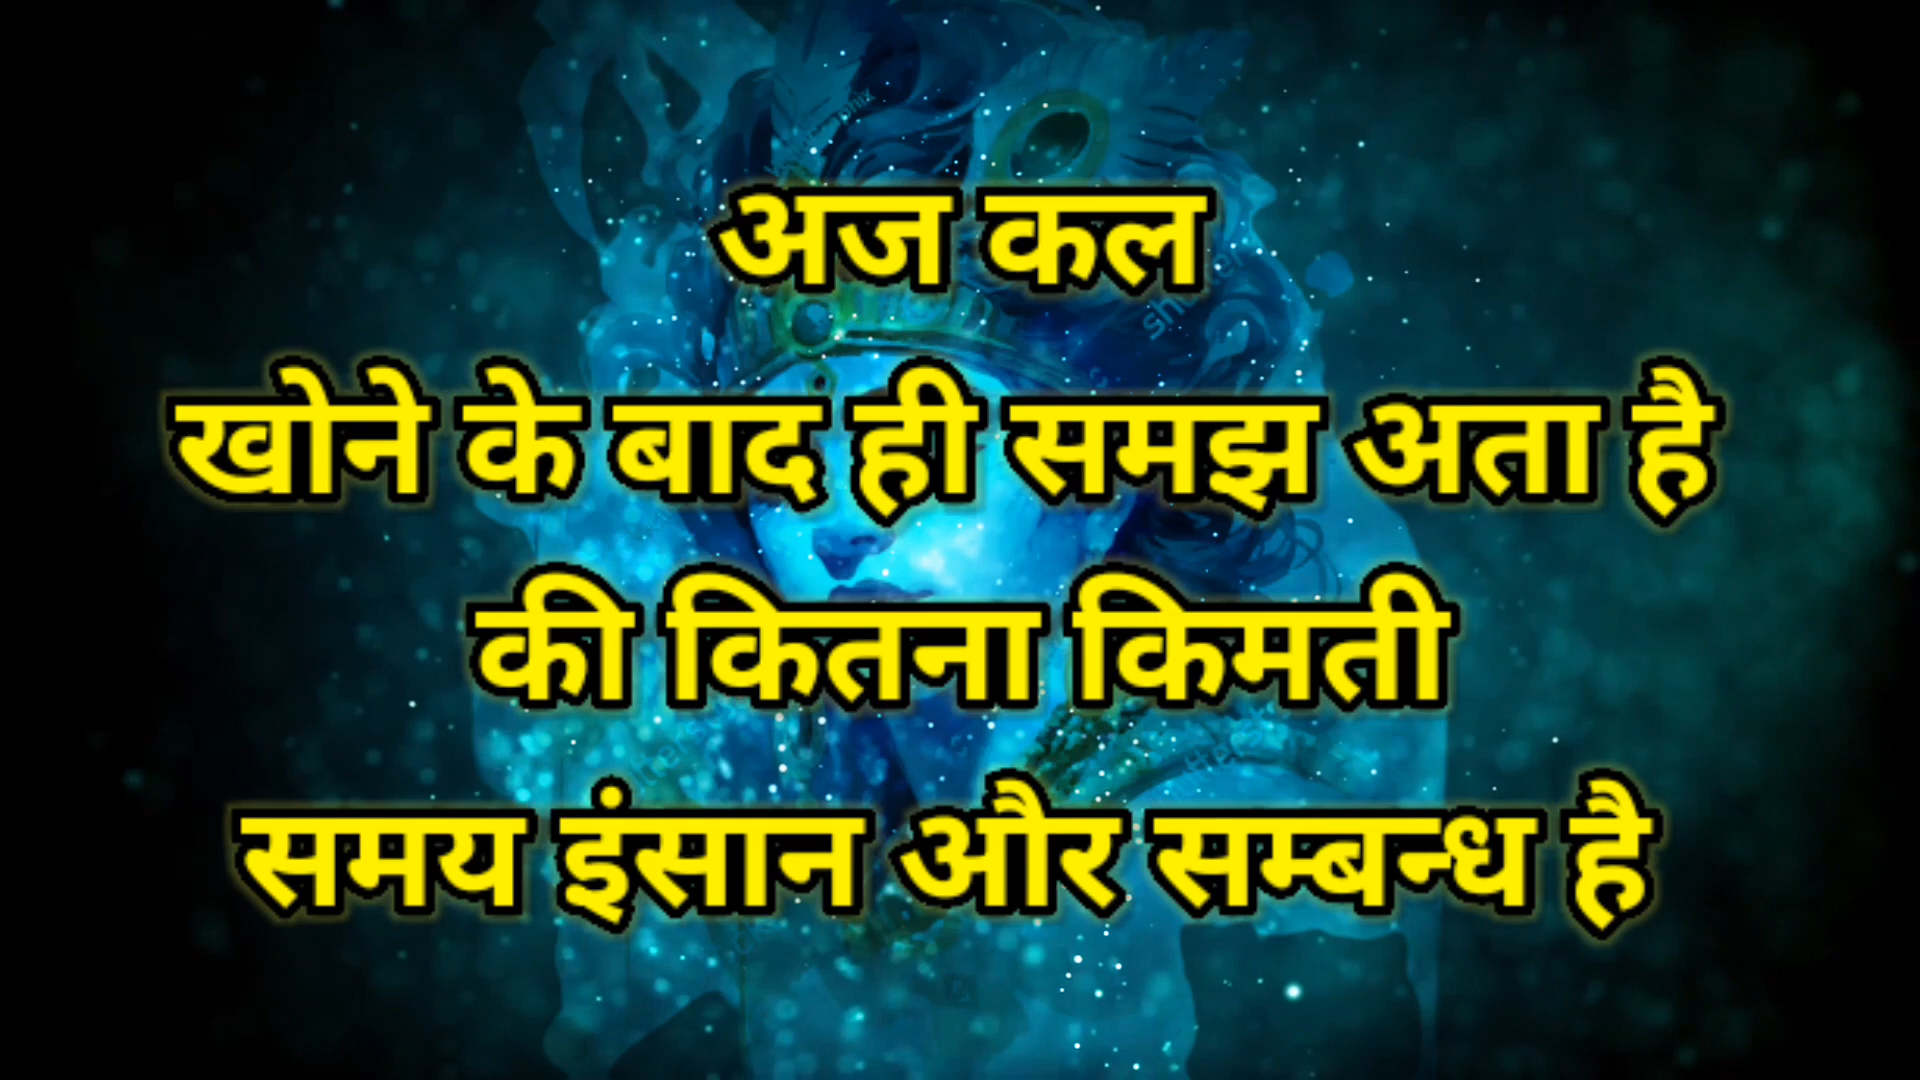 अज कल
खोने के बाद ही समझ अता है
की कितना किमती
समय इंसान और सम्बन्ध है